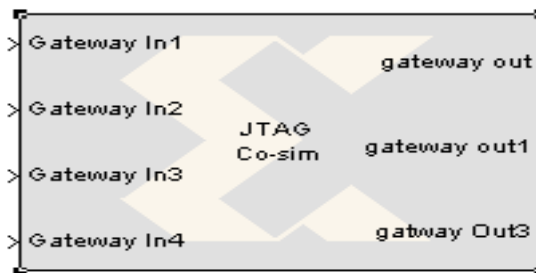 Gateway In1
gateway out
Gateway In2
JTAG
Co-sim
gateway out1
Gateway In3
gatway Out3
Gateway In4